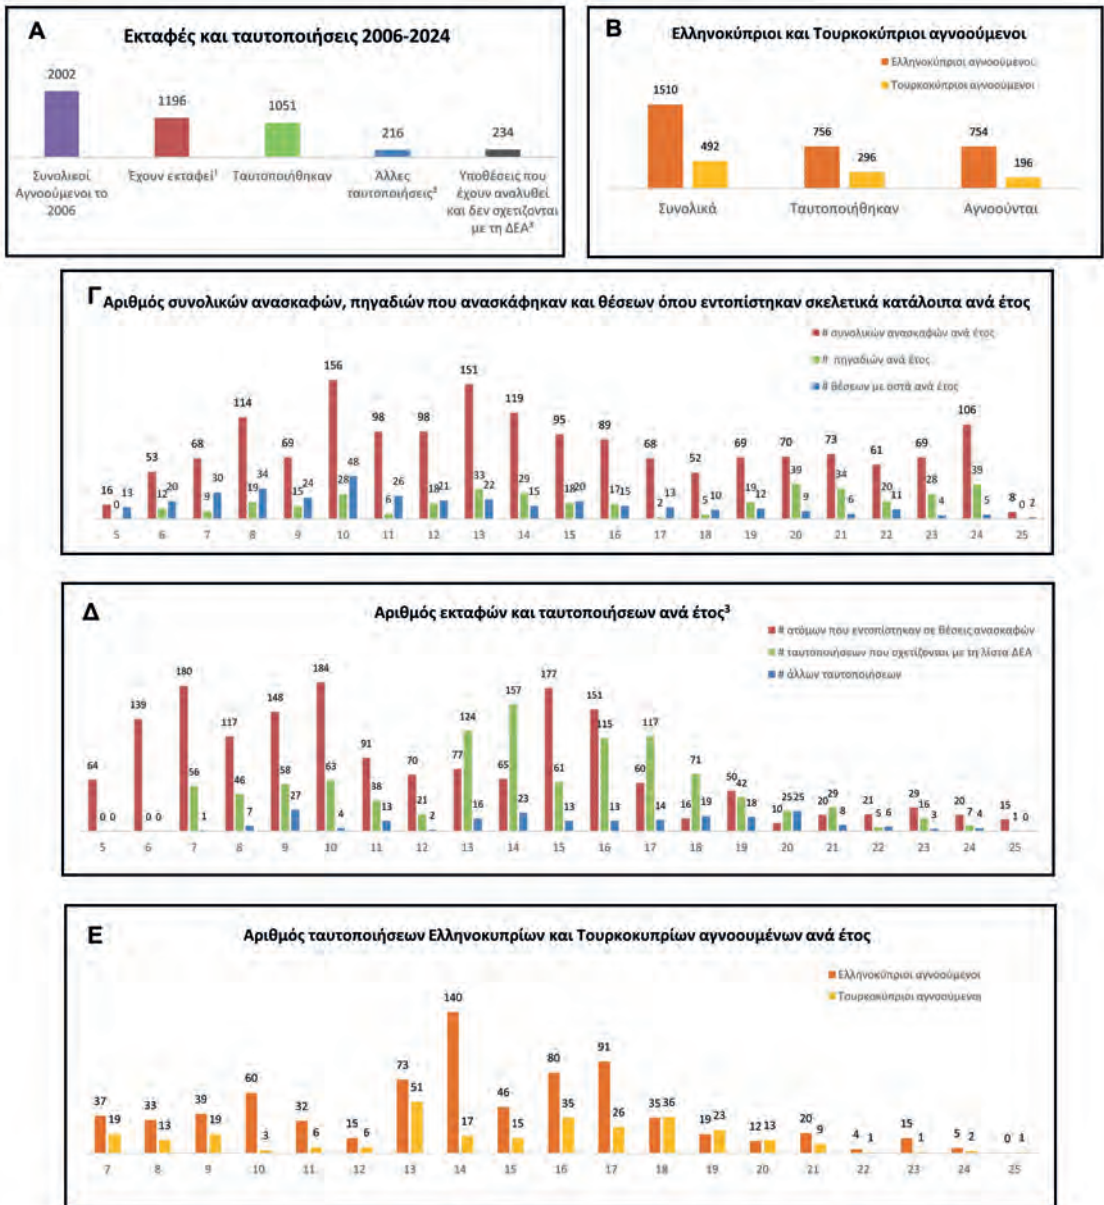 Α
Εκταφές και ταυτοποιήσεις 2006-2024
2002
1196
1051
216
234
Συνολικοί
Αγνοούμενοι το
2006
Έχουν εκταφεί¹
Ταυτοποιήθηκαν
Άλλες
ταυτοποιήσεις²
Υποθέσεις που
έχουν αναλυθεί
και δεν σχετίζονται
με τη ΔΕΑ³
Β
Ελληνοκύπριοι και Τουρκοκύπριοι αγνοούμενοι
Ελληνοκύπριοι αγνοούμενοι
Τουρκοκύπριοι αγνοούμενοι
1510
492
756
296
754
196
Συνολικά
Ταυτοποιήθηκαν
Αγνοούνται
Γ
Αριθμός συνολικών ανασκαφών, πηγαδιών που ανασκάφηκαν και θέσεων όπου εντοπίστηκαν σκελετικά κατάλοιπα ανά έτος
# συνολικών ανασκαφών ανά έτος
# πηγαδιών ανά έτος
# θέσεων με οστά ανά έτος
16 0 13 53 12 20 68 9 30 114 19 34 69 15 24 156 28 48 98 6 26 98 18 21 151 33 22 119 29 15 95 18 20 89 17 15 68 2 13 52 5 10 69 19 12 70 39 9 73 34 6 61 20 11 69 28 4 106 39 5 8 0 2
5 6 7 8 9 10 11 12 13 14 15 16 17 18 19 20 21 22 23 24 25
Δ
Αριθμός εκταφών και ταυτοποιήσεων ανά έτος³
# ατόμων που εντοπίστηκαν σε θέσεις ανασκαφών
# ταυτοποιήσεων που σχετίζονται με τη λίστα ΔΕΑ
# άλλων ταυτοποιήσεων
64 0 0 139 0 0 180 56 1 117 46 7 148 58 27 184 63 4 91 38 13 70 21 2 77 124 16 65 157 23 177 61 13 151 115 13 60 117 14 16 71 19 50 42 18 10 25 25 20 29 8 21 5 6 29 16 3 20 7 4 15 1 0
5 6 7 8 9 10 11 12 13 14 15 16 17 18 19 20 21 22 23 24 25
Ε
Αριθμός ταυτοποιήσεων Ελληνοκυπρίων και Τουρκοκυπρίων αγνοουμένων ανά έτος
Ελληνοκύπριοι αγνοούμενοι
Τουρκοκύπριοι αγνοούμενοι
37 19 33 13 39 19 60 3 32 6 15 6 73 51 140 17 46 15 80 35 91 26 35 36 19 23 12 13 20 9 4 1 15 1 5 2 0 1
7 8 9 10 11 12 13 14 15 16 17 18 19 20 21 22 23 24 25